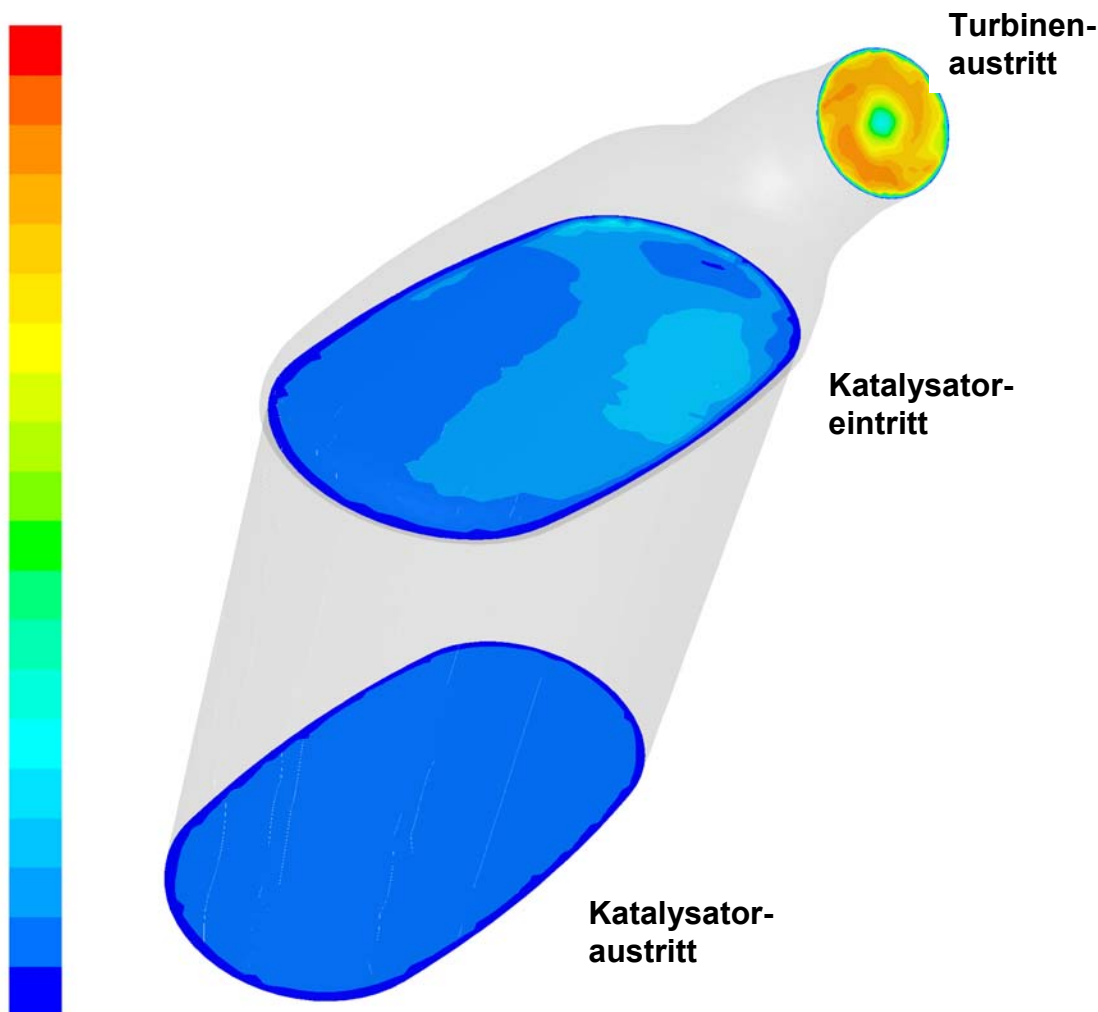 Turbinen-
austritt
Katalysator-
eintritt
Katalysator-
austritt